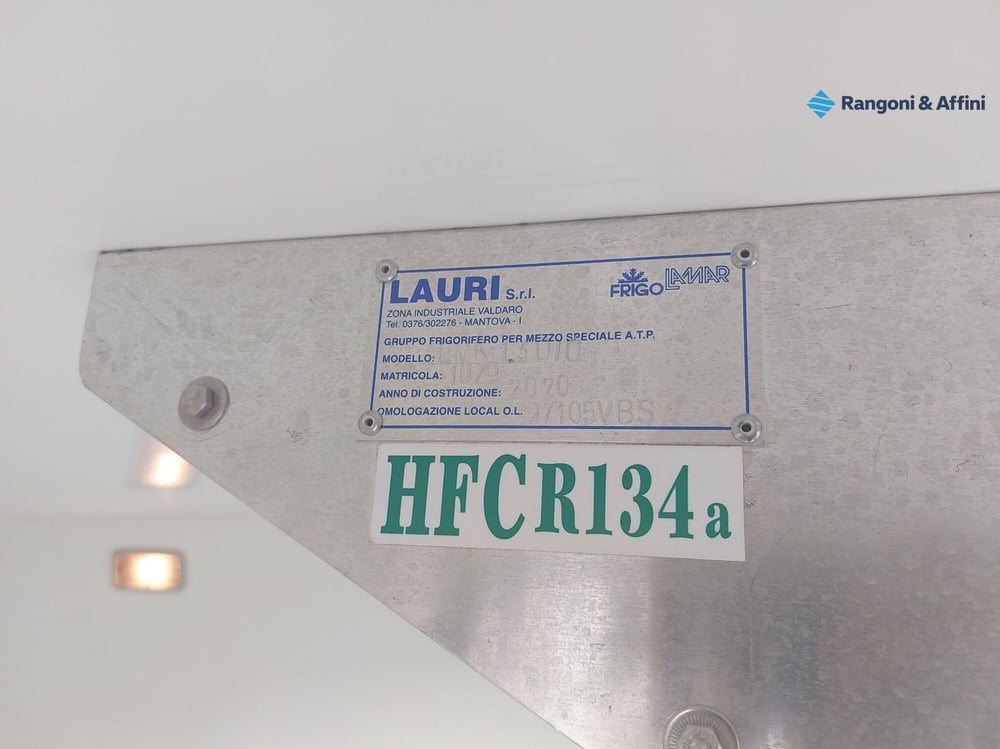 Rangoni & Affini
LAURI S.r.l.
FRIGO LAMAR
ZONA INDUSTRIALE VALDARO
Tel. 0376/302276 - MANTOVA - I
GRUPPO FRIGORIFERO PER MEZZO SPECIALE A.T.P.
MODELLO:
MATRICOLA:
ANNO DI COSTRUZIONE: 2020
OMOLOGAZIONE LOCAL O.L. 97105VBS
HFC R134a